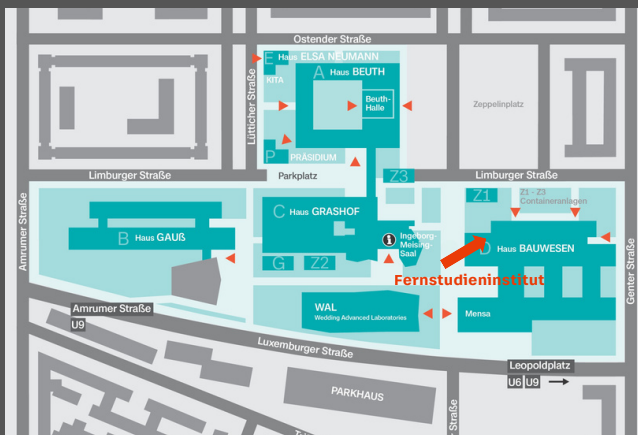 Ostender Straße
E Haus ELSA NEUMANN
A Haus BEUTH
KITA
Beuth-
Halle
Lütticher Straße
Zeppelinplatz
P PRÄSIDIUM
Limburger Straße
Parkplatz
Z3
Limburger Straße
Z1
Z1 - Z3
Containeranlagen
Amrumer Straße
C Haus GRASHOF
B Haus GAUß
i
Ingeborg-
Meising-
Saal
D Haus BAUWESEN
G
Z2
Genter Straße
Fernstudieninstitut
Amrumer Straße
U9
WAL
Wedding Advanced Laboratories
Mensa
Luxemburger Straße
Leopoldplatz
U6 U9
PARKHAUS
Straße